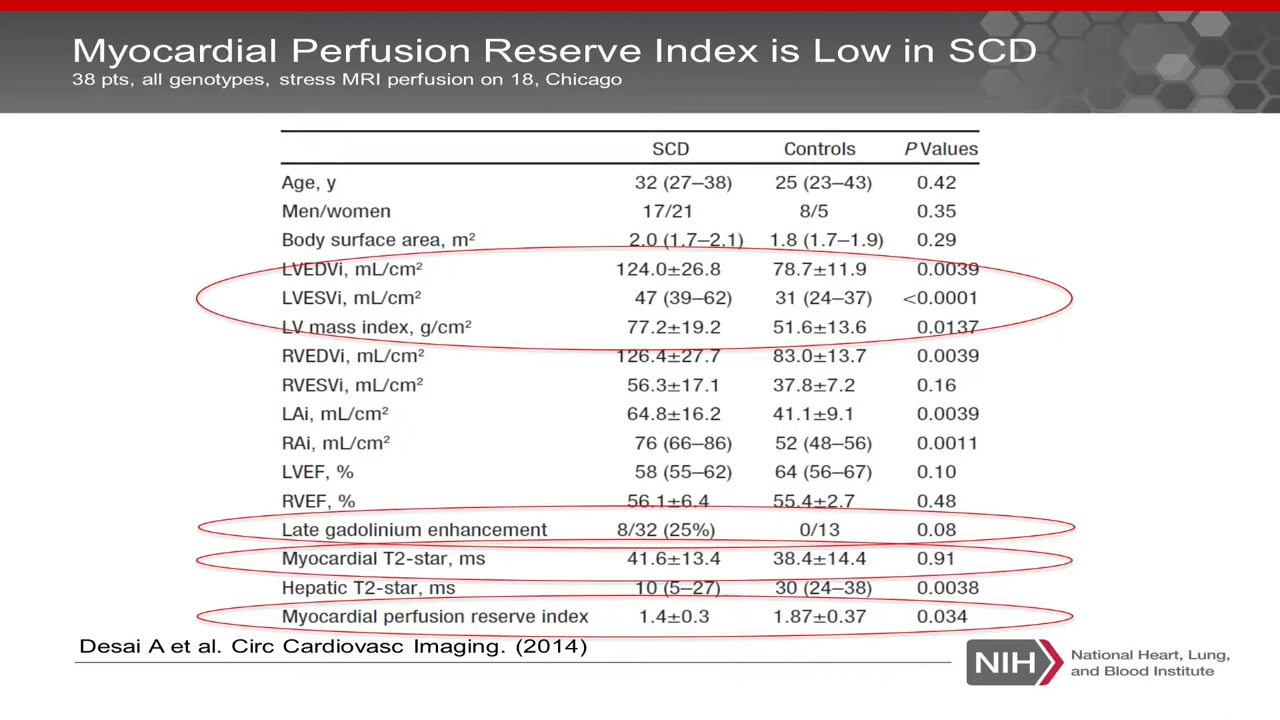 Myocardial Perfusion Reserve Index is Low in SCD
38 pts, all genotypes, stress MRI perfusion on 18, Chicago
SCD Controls P Values
Age, y 32 (27–38) 25 (23–43) 0.42
Men/women 17/21 8/5 0.35
Body surface area, m² 2.0 (1.7–2.1) 1.8 (1.7–1.9) 0.29
LVEDVi, mL/cm² 124.0±26.8 78.7±11.9 0.0039
LVESVi, mL/cm² 47 (39–62) 31 (24–37) <0.0001
LV mass index, g/cm² 77.2±19.2 51.6±13.6 0.0137
RVEDVi, mL/cm² 126.4±27.7 83.0±13.7 0.0039
RVESVi, mL/cm² 56.3±17.1 37.8±7.2 0.16
LAi, mL/cm² 64.8±16.2 41.1±9.1 0.0039
RAi, mL/cm² 76 (66–86) 52 (48–56) 0.0011
LVEF, % 58 (55–62) 64 (56–67) 0.10
RVEF, % 56.1±6.4 55.4±2.7 0.48
Late gadolinium enhancement 8/32 (25%) 0/13 0.08
Myocardial T2-star, ms 41.6±13.4 38.4±14.4 0.91
Hepatic T2-star, ms 10 (5–27) 30 (24–38) 0.0038
Myocardial perfusion reserve index 1.4±0.3 1.87±0.37 0.034
Desai A et al. Circ Cardiovasc Imaging. (2014)
NIH
National Heart, Lung,
and Blood Institute